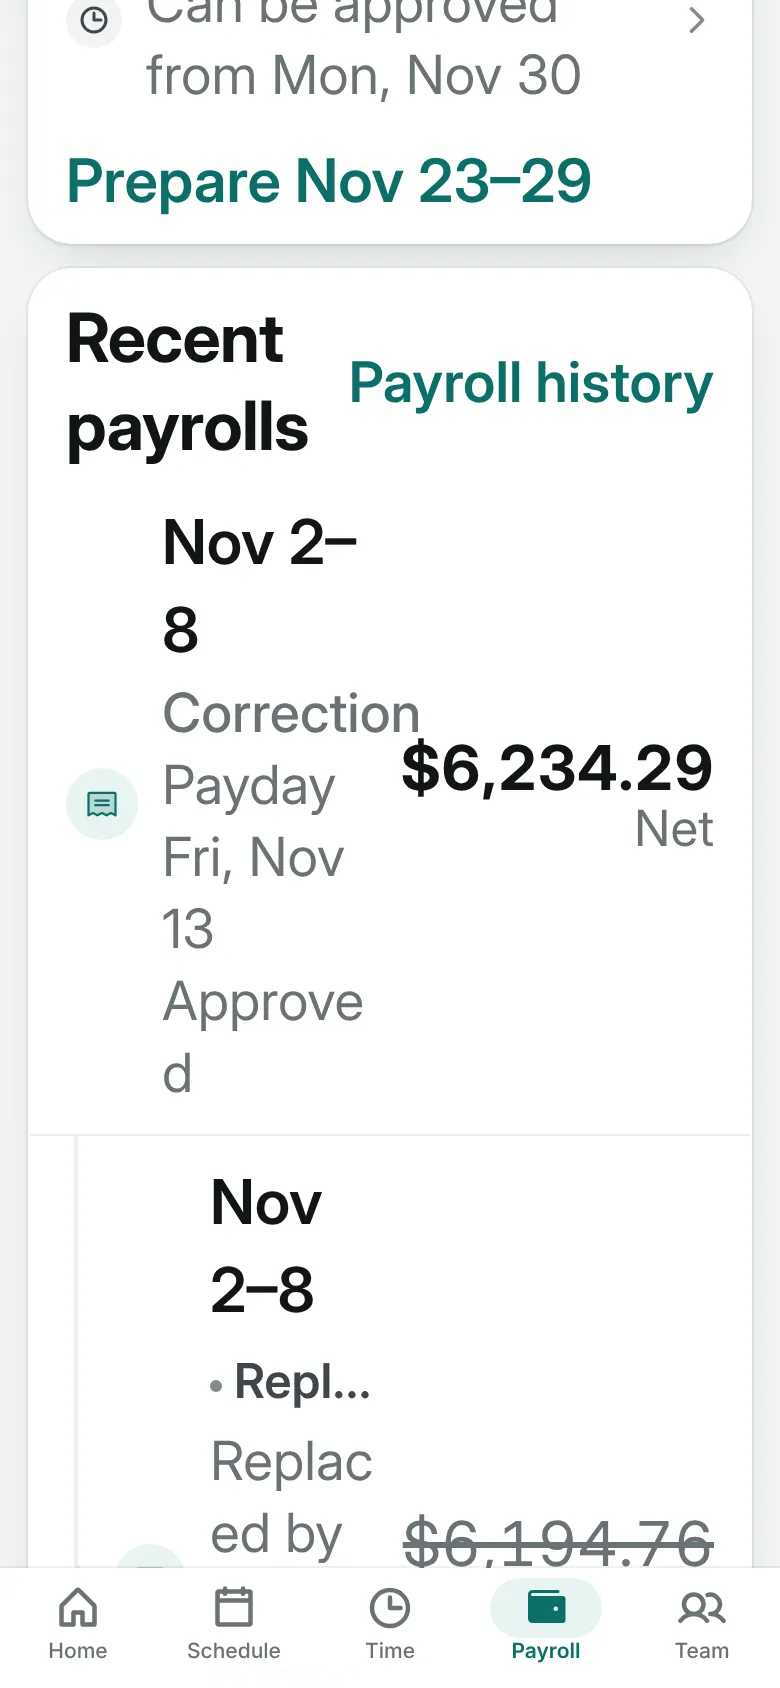 Can be approved
from Mon, Nov 30
Prepare Nov 23–29
Recent
payrolls
Payroll history
Nov 2–
8
Correction
Payday
Fri, Nov
13
Approve
d
$6,234.29
Net
Nov
2–8
• Repl...
Replac
ed by
$6,194.76
Home
Schedule
Time
Payroll
Team